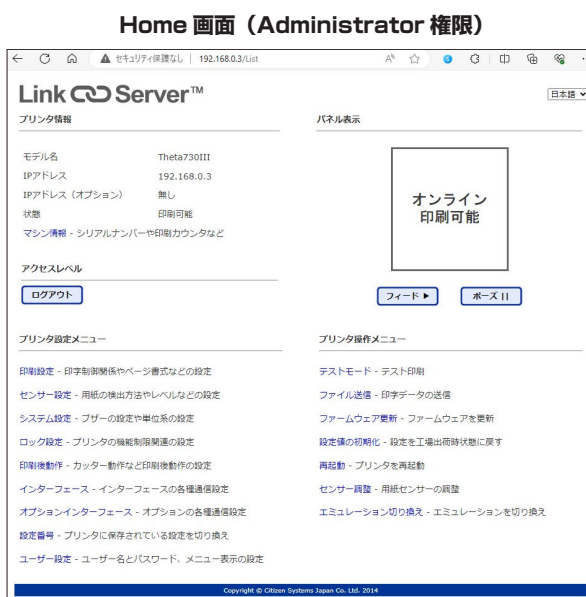 Home 画面（Administrator 権限）
セキュリティ保護なし | 192.168.0.3/List
Link Server™
日本語
プリンタ情報
パネル表示
モデル名 Theta730III
IPアドレス 192.168.0.3
IPアドレス（オプション） 無し
状態 印刷可能
マシン情報 - シリアルナンバーや印刷カウンタなど
オンライン
印刷可能
アクセスレベル
ログアウト
フィード ▶
ポーズ ||
プリンタ設定メニュー
印刷設定 - 印字制御関係やページ書式などの設定
センサー設定 - 用紙の検出方法やレベルなどの設定
システム設定 - ブザーの設定や単位系の設定
ロック設定 - プリンタの機能制限関連の設定
印刷後動作 - カッター動作など印刷後動作の設定
インターフェース - インターフェースの各種通信設定
オプションインターフェース - オプションの各種通信設定
設定番号 - プリンタに保存されている設定を切り換え
ユーザー設定 - ユーザー名とパスワード、メニュー表示の設定
プリンタ操作メニュー
テストモード - テスト印刷
ファイル送信 - 印字データの送信
ファームウェア更新 - ファームウェアを更新
設定値の初期化 - 設定を工場出荷時状態に戻す
再起動 - プリンタを再起動
センサー調整 - 用紙センサーの調整
エミュレーション切り換え - エミュレーションを切り換え
Copyright © Citizen Systems Japan Co. Ltd. 2014